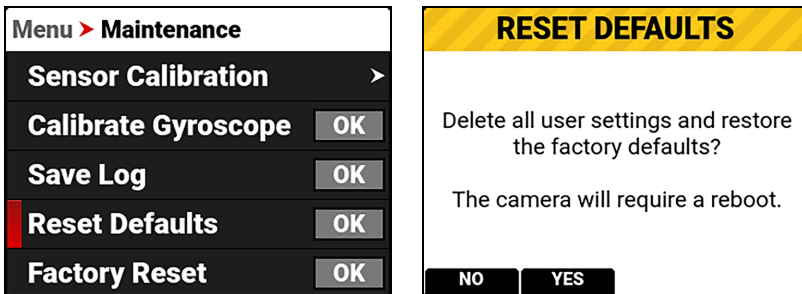 Menu > Maintenance
Sensor Calibration >
Calibrate Gyroscope OK
Save Log OK
Reset Defaults OK
Factory Reset OK
RESET DEFAULTS
Delete all user settings and restore
the factory defaults?
The camera will require a reboot.
NO YES